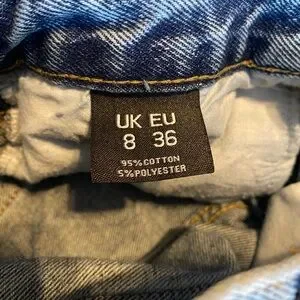 UK EU
8 36
95% COTTON
5% POLYESTER